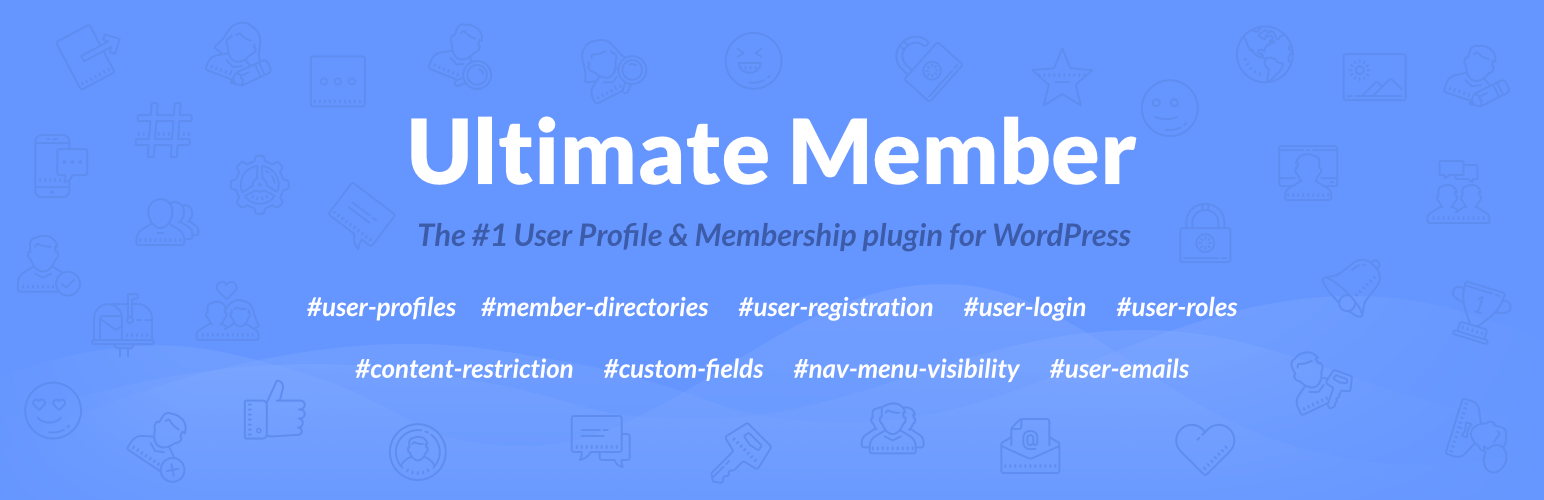 Ultimate Member
The #1 User Profile & Membership plugin for WordPress
#user-profiles #member-directories #user-registration #user-login #user-roles
#content-restriction #custom-fields #nav-menu-visibility #user-emails